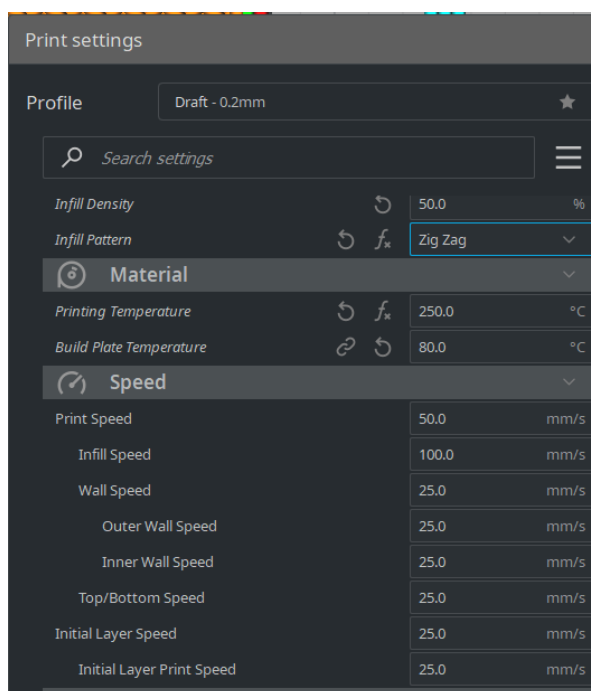 Print settings
Profile Draft - 0.2mm
Search settings
Infill Density 50.0 %
Infill Pattern Zig Zag
Material
Printing Temperature 250.0 °C
Build Plate Temperature 80.0 °C
Speed
Print Speed 50.0 mm/s
Infill Speed 100.0 mm/s
Wall Speed 25.0 mm/s
Outer Wall Speed 25.0 mm/s
Inner Wall Speed 25.0 mm/s
Top/Bottom Speed 25.0 mm/s
Initial Layer Speed 25.0 mm/s
Initial Layer Print Speed 25.0 mm/s